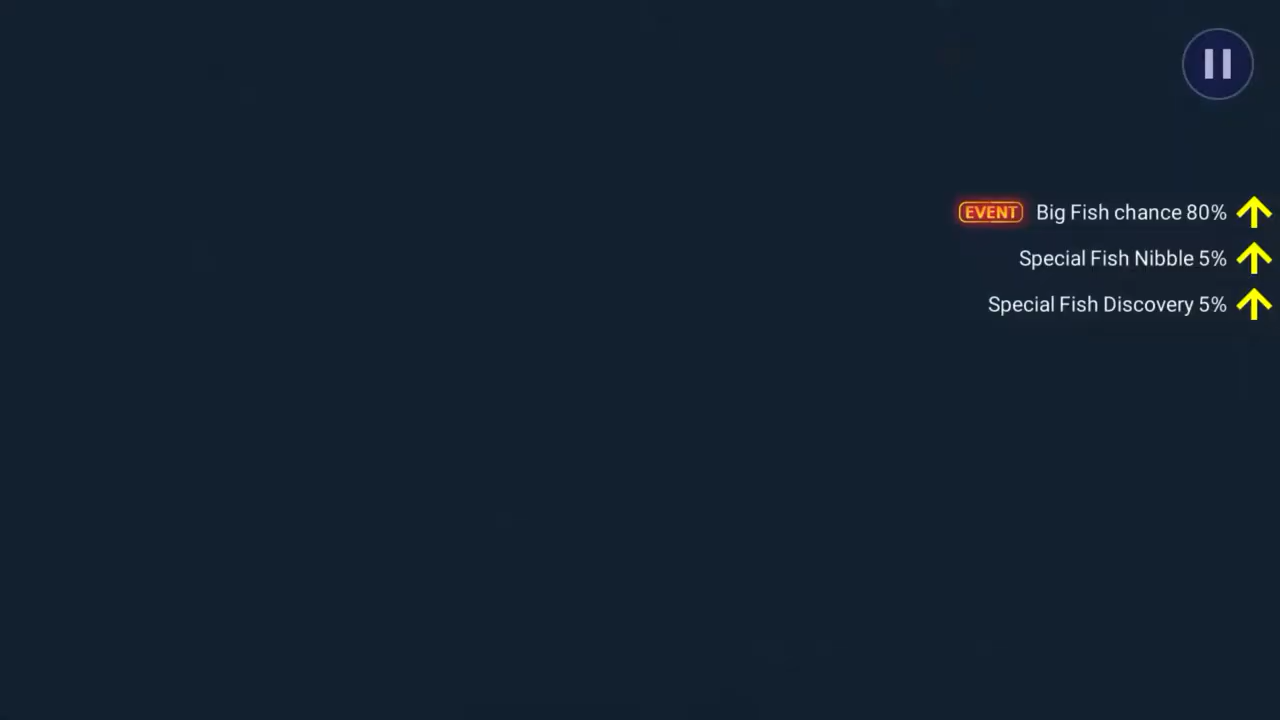 EVENT Big Fish chance 80%
Special Fish Nibble 5%
Special Fish Discovery 5%